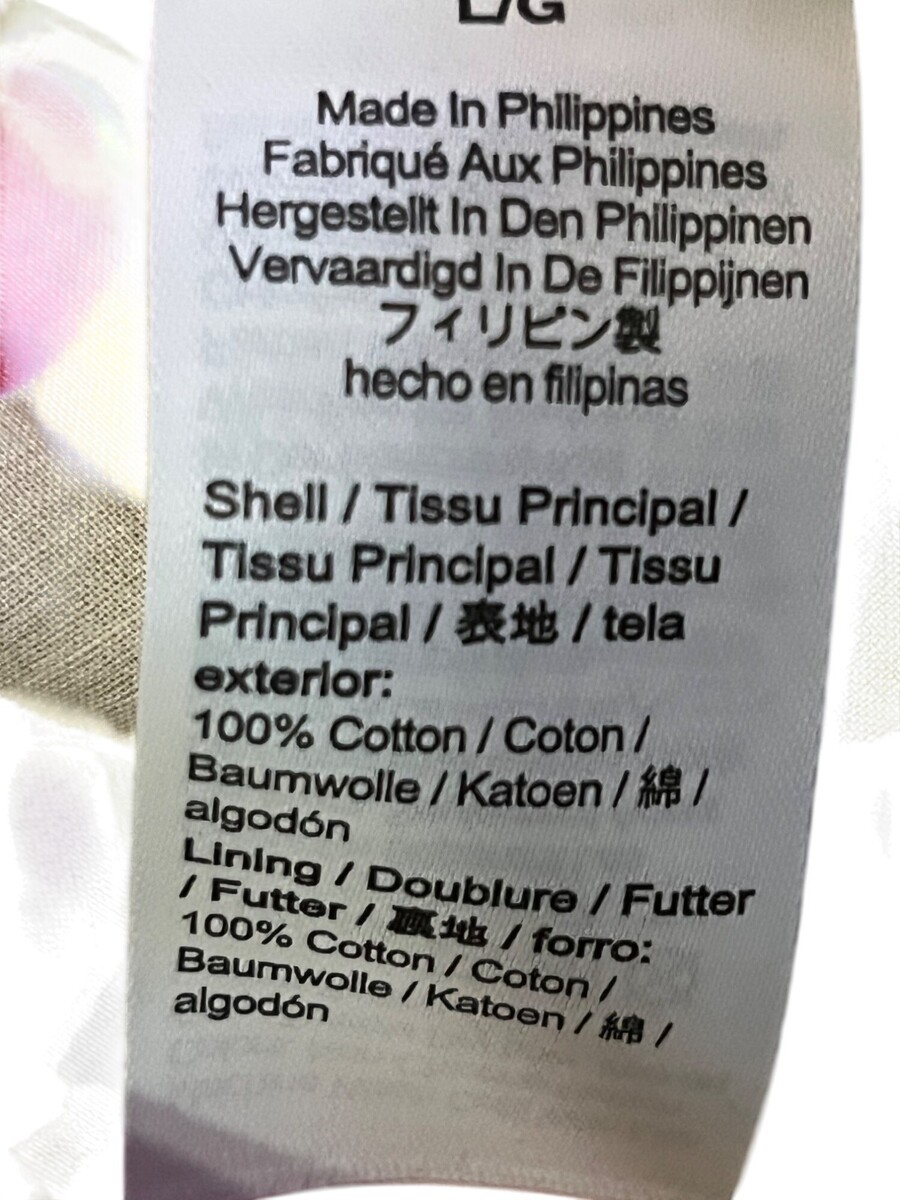 L/G
Made In Philippines
Fabriqué Aux Philippines
Hergestellt In Den Philippinen
Vervaardigd In De Filippijnen
フィリピン製
hecho en filipinas
Shell / Tissu Principal /
Tissu Principal / Tissu
Principal / 表地 / tela
exterior:
100% Cotton / Coton /
Baumwolle / Katoen / 綿 /
algodón
Lining / Doublure / Futter
/ Futter / 裏地 / forro:
100% Cotton / Coton /
Baumwolle / Katoen / 綿 /
algodón